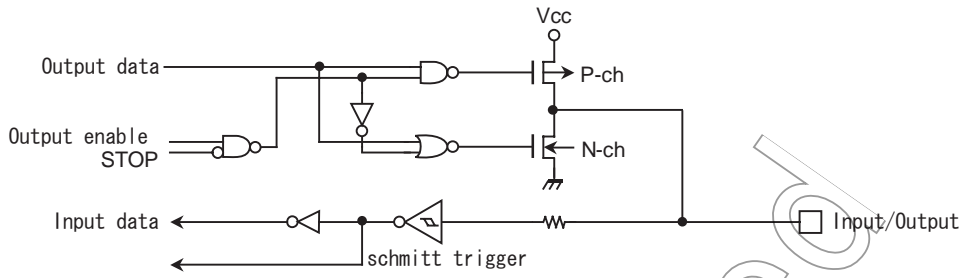 Vcc
Output data
P-ch
Output enable
STOP
N-ch
Input data
Input/Output
schmitt trigger